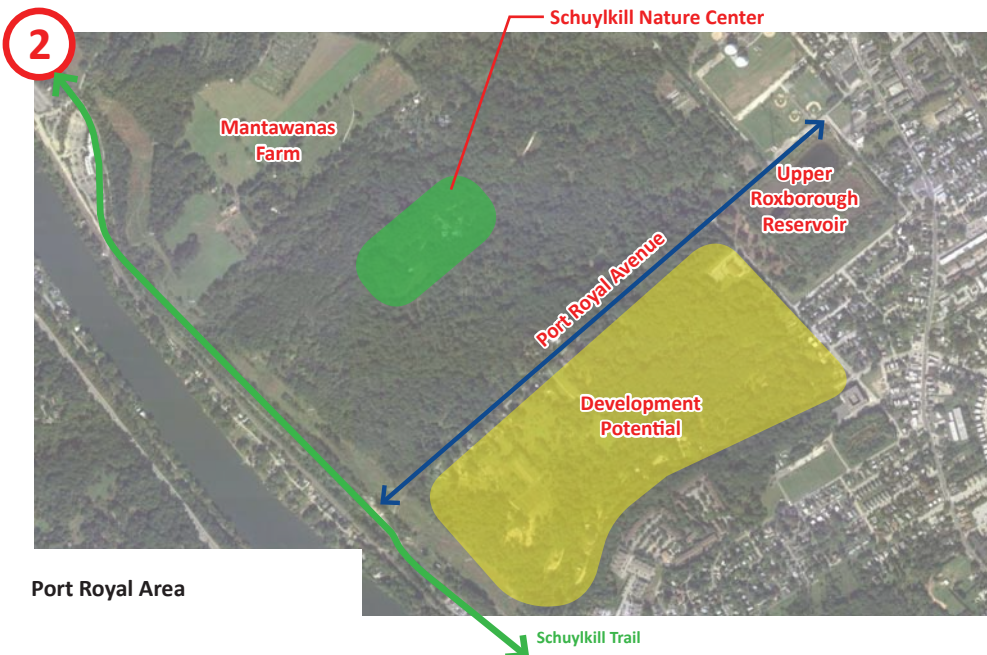 2
Schuylkill Nature Center
Mantawanas
Farm
Upper
Roxborough
Reservoir
Port Royal Avenue
Development
Potential
Port Royal Area
Schuylkill Trail